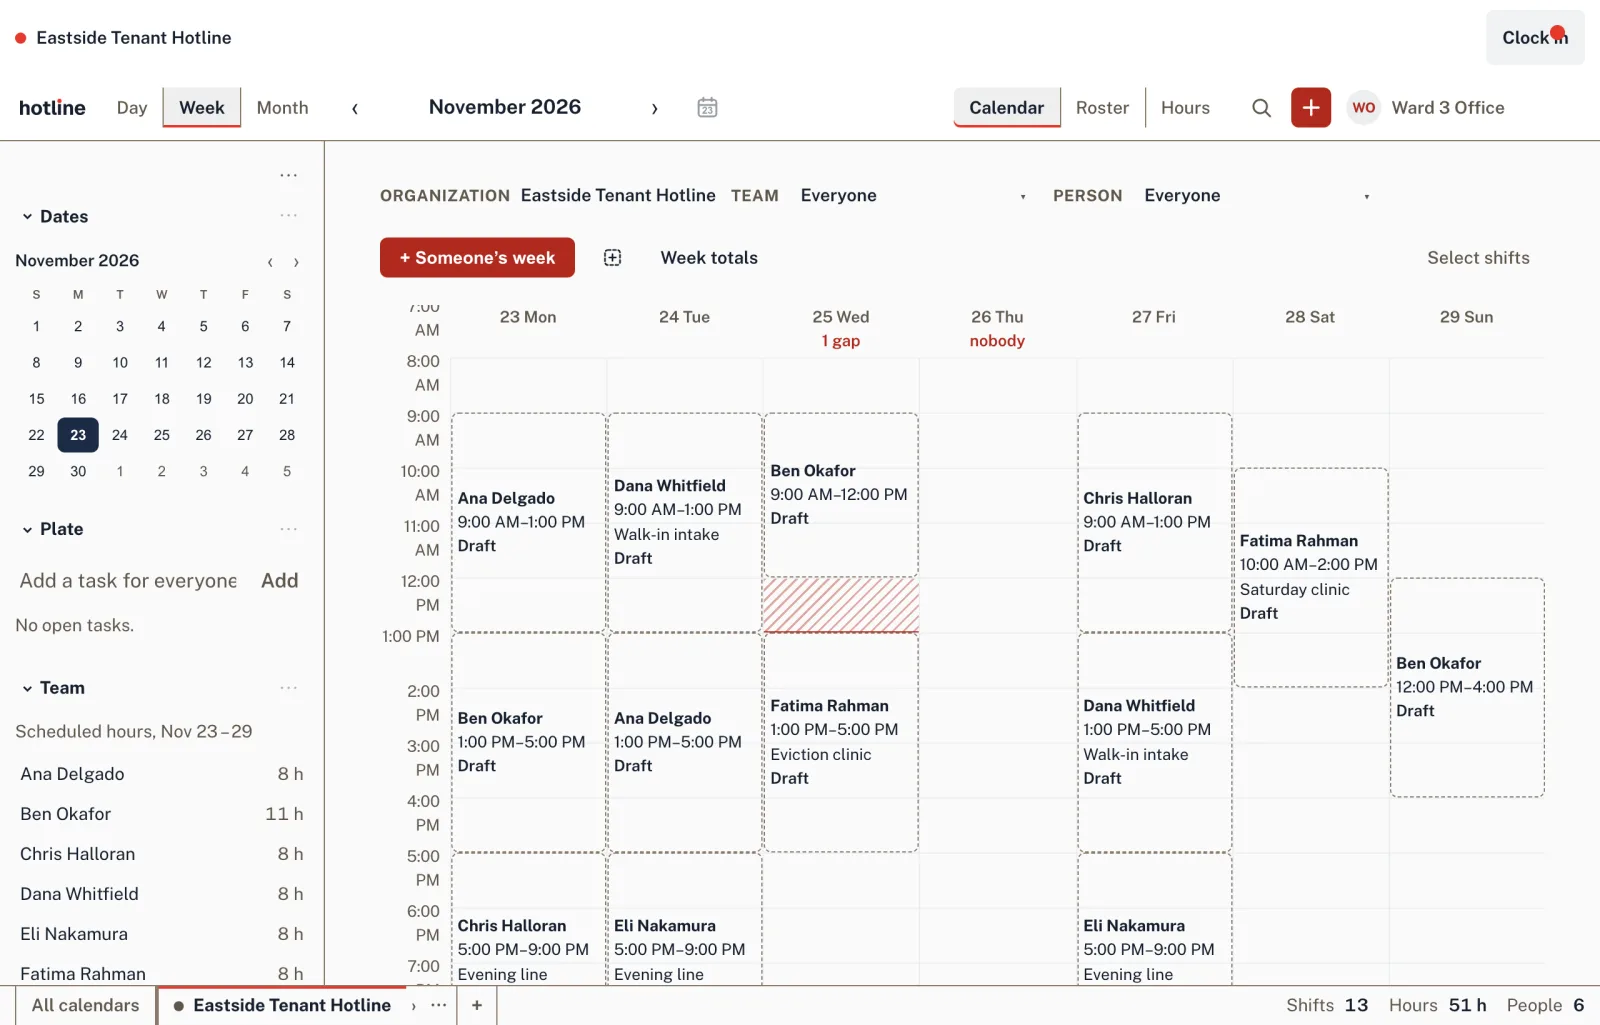 Eastside Tenant Hotline
Clock in
hotline
Day
Week
Month
‹
November 2026
›
23
Calendar
Roster
Hours
+
WO
Ward 3 Office
...
Dates
...
November 2026
‹ ›
S M T W T F S
1 2 3 4 5 6 7
8 9 10 11 12 13 14
15 16 17 18 19 20 21
22 23 24 25 26 27 28
29 30 1 2 3 4 5
Plate
...
Add a task for everyone
Add
No open tasks.
Team
...
Scheduled hours, Nov 23–29
Ana Delgado 8 h
Ben Okafor 11 h
Chris Halloran 8 h
Dana Whitfield 8 h
Eli Nakamura 8 h
Fatima Rahman 8 h
ORGANIZATION Eastside Tenant Hotline
TEAM Everyone
PERSON Everyone
+ Someone's week
Week totals
Select shifts
7:00
AM
23 Mon
24 Tue
25 Wed
1 gap
26 Thu
nobody
27 Fri
28 Sat
29 Sun
8:00
AM
9:00
AM
10:00
AM
11:00
AM
12:00
PM
1:00 PM
2:00
PM
3:00
PM
4:00
PM
5:00
PM
6:00
PM
7:00
Ana Delgado
9:00 AM–1:00 PM
Draft
Ben Okafor
1:00 PM–5:00 PM
Draft
Chris Halloran
5:00 PM–9:00 PM
Evening line
Dana Whitfield
9:00 AM–1:00 PM
Walk-in intake
Draft
Ana Delgado
1:00 PM–5:00 PM
Draft
Eli Nakamura
5:00 PM–9:00 PM
Evening line
Ben Okafor
9:00 AM–12:00 PM
Draft
Fatima Rahman
1:00 PM–5:00 PM
Eviction clinic
Draft
Chris Halloran
9:00 AM–1:00 PM
Draft
Dana Whitfield
1:00 PM–5:00 PM
Walk-in intake
Draft
Eli Nakamura
5:00 PM–9:00 PM
Evening line
Fatima Rahman
10:00 AM–2:00 PM
Saturday clinic
Draft
Ben Okafor
12:00 PM–4:00 PM
Draft
All calendars
Eastside Tenant Hotline
› ...
+
Shifts 13
Hours 51 h
People 6